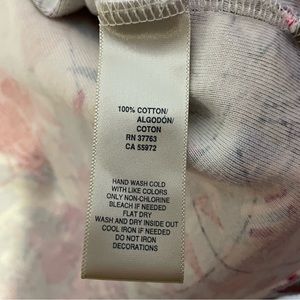 100% COTTON/
ALGODÓN/
COTON
RN 37763
CA 55972
HAND WASH COLD
WITH LIKE COLORS
ONLY NON-CHLORINE
BLEACH IF NEEDED
FLAT DRY
WASH AND DRY INSIDE OUT
COOL IRON IF NEEDED
DO NOT IRON
DECORATIONS